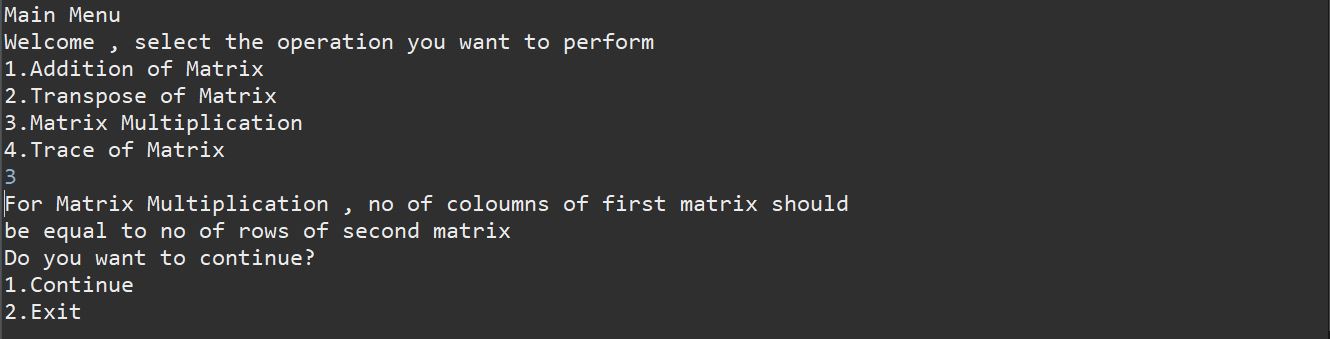 Main Menu
Welcome , select the operation you want to perform
1.Addition of Matrix
2.Transpose of Matrix
3.Matrix Multiplication
4.Trace of Matrix
3
For Matrix Multiplication , no of coloumns of first matrix should
be equal to no of rows of second matrix
Do you want to continue?
1.Continue
2.Exit